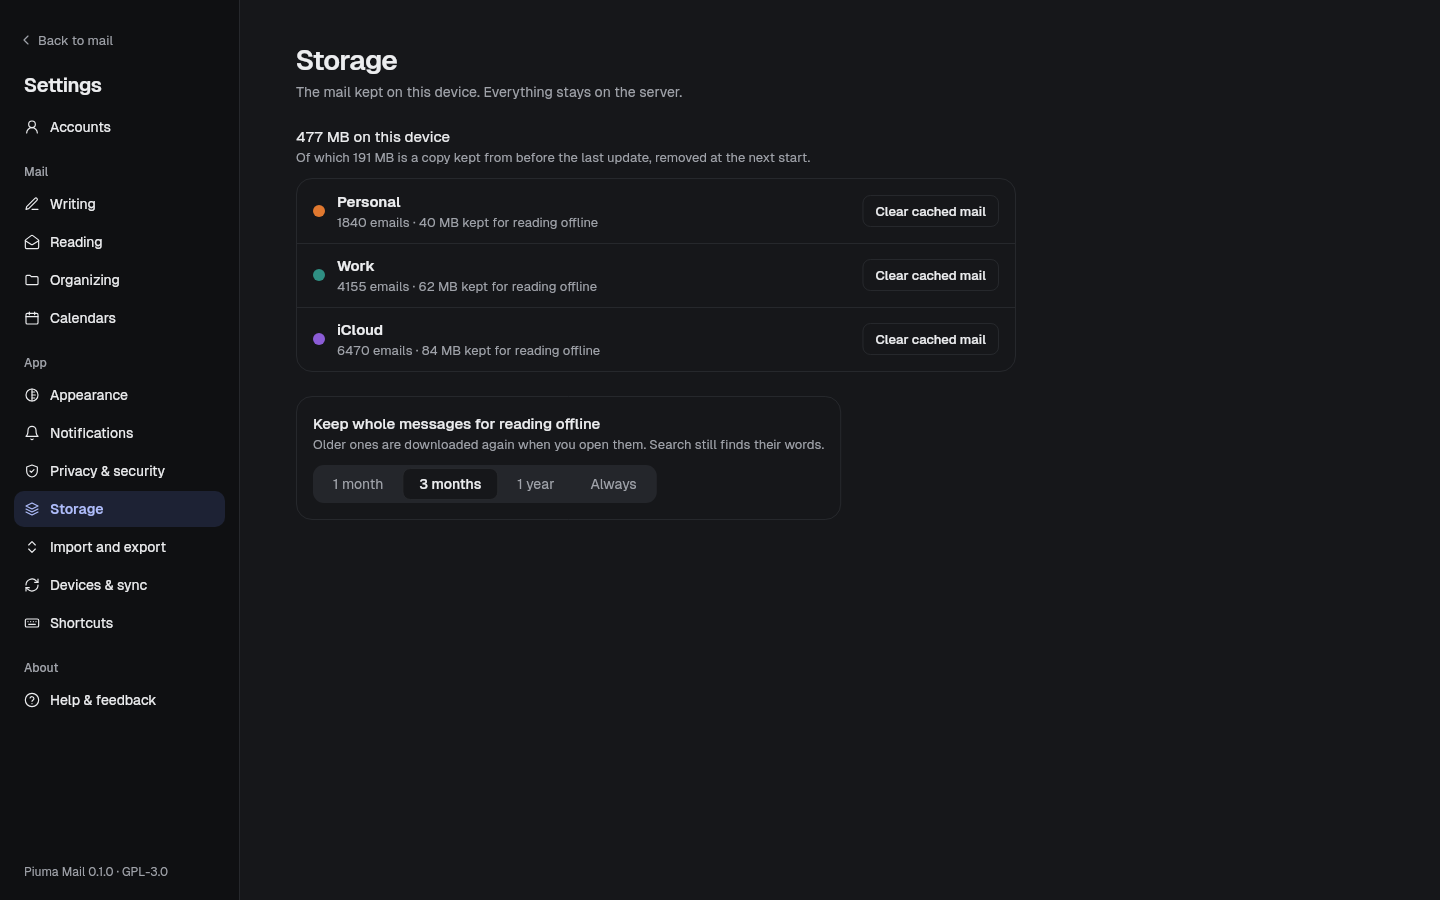 Back to mail
Settings
Accounts
Mail
Writing
Reading
Organizing
Calendars
App
Appearance
Notifications
Privacy & security
Storage
Import and export
Devices & sync
Shortcuts
About
Help & feedback
Piuma Mail 0.1.0 · GPL-3.0
Storage
The mail kept on this device. Everything stays on the server.
477 MB on this device
Of which 191 MB is a copy kept from before the last update, removed at the next start.
Personal
1840 emails · 40 MB kept for reading offline
Clear cached mail
Work
4155 emails · 62 MB kept for reading offline
Clear cached mail
iCloud
6470 emails · 84 MB kept for reading offline
Clear cached mail
Keep whole messages for reading offline
Older ones are downloaded again when you open them. Search still finds their words.
1 month 3 months 1 year Always